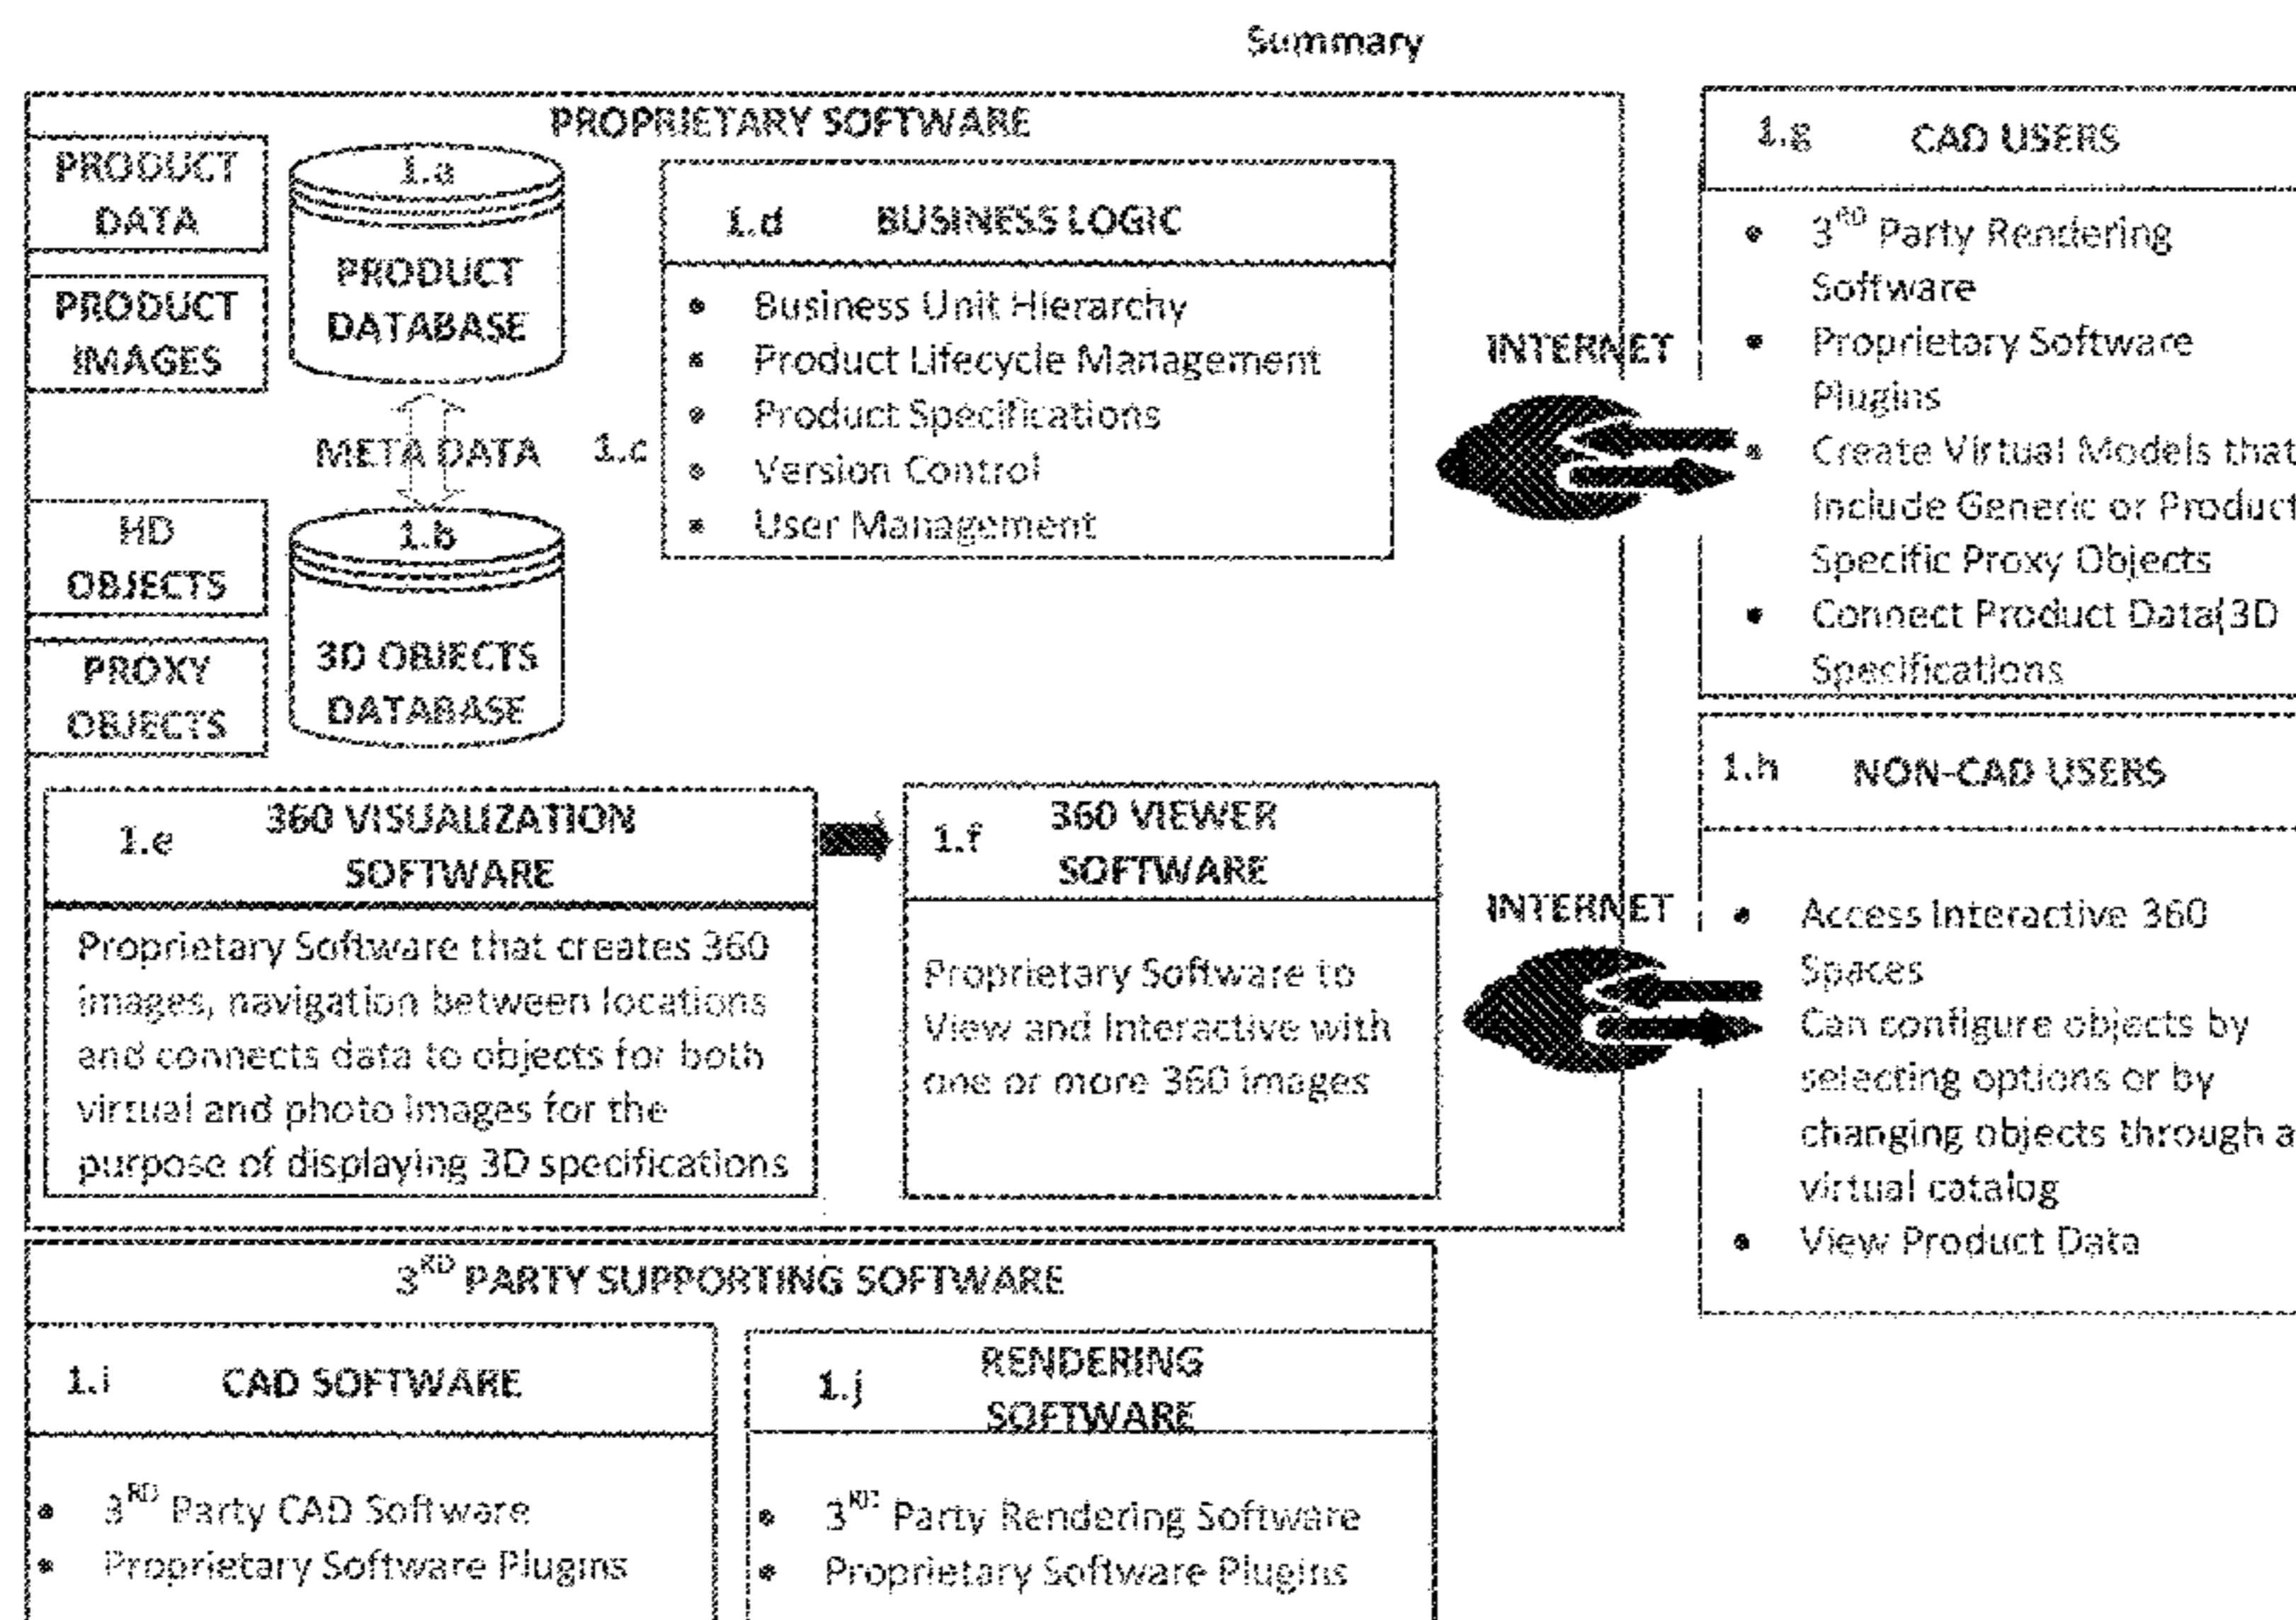 Summary
PROPRIETARY SOFTWARE
PRODUCT
DATA
PRODUCT
IMAGES
1.a
PRODUCT
DATABASE
META DATA
1.c
HD
OBJECTS
PROXY
OBJECTS
1.b
3D OBJECTS
DATABASE
1.d BUSINESS LOGIC
• Business Unit Hierarchy
• Product Lifecycle Management
• Product Specifications
• Version Control
• User Management
INTERNET
1.g CAD USERS
• 3RD Party Rendering
Software
• Proprietary Software
Plugins
• Create Virtual Models that
Include Generic or Product
Specific Proxy Objects
• Connect Product Data(3D
Specifications
1.e 360 VISUALIZATION
SOFTWARE
Proprietary Software that creates 360
images, navigation between locations
and connects data to objects for both
virtual and photo images for the
purpose of displaying 3D specifications
1.f 360 VIEWER
SOFTWARE
Proprietary Software to
View and Interactive with
one or more 360 images
INTERNET
1.h NON-CAD USERS
• Access Interactive 360
Spaces
Can configure objects by
selecting options or by
changing objects through a
virtual catalog
• View Product Data
3RD PARTY SUPPORTING SOFTWARE
1.i CAD SOFTWARE
• 3RD Party CAD Software
• Proprietary Software Plugins
1.j RENDERING
SOFTWARE
• 3RD Party Rendering Software
• Proprietary Software Plugins